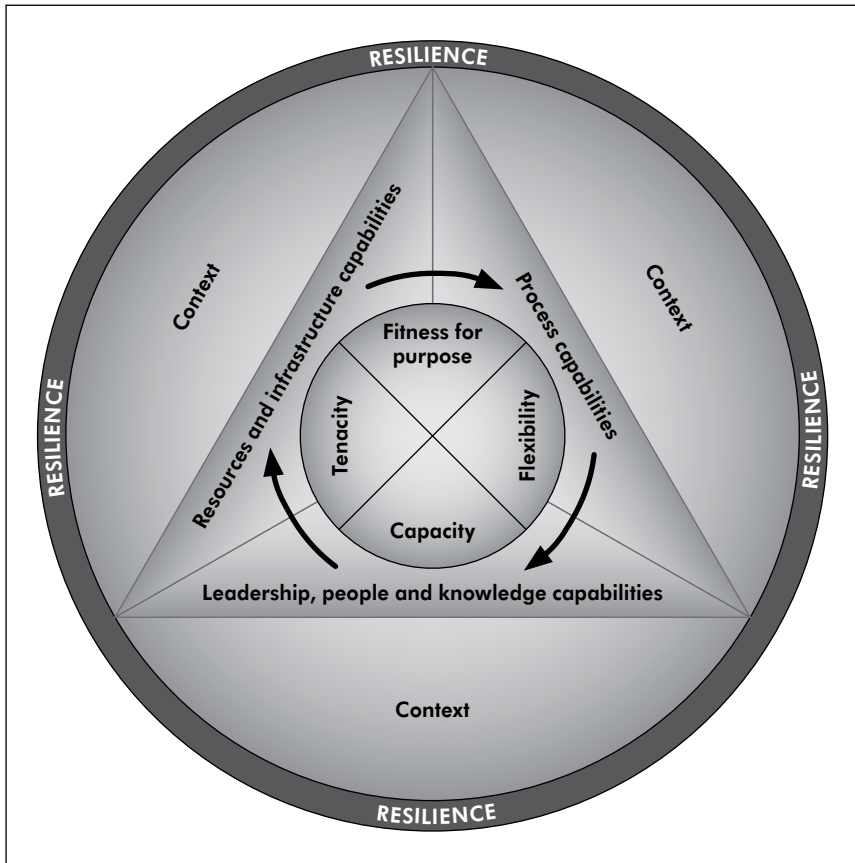 RESILIENCE
Context
Context
Resources and infrastructure capabilities
Process capabilities
Fitness for
purpose
Tenacity
Flexibility
Capacity
RESILIENCE
RESILIENCE
Leadership, people and knowledge capabilities
Context
RESILIENCE